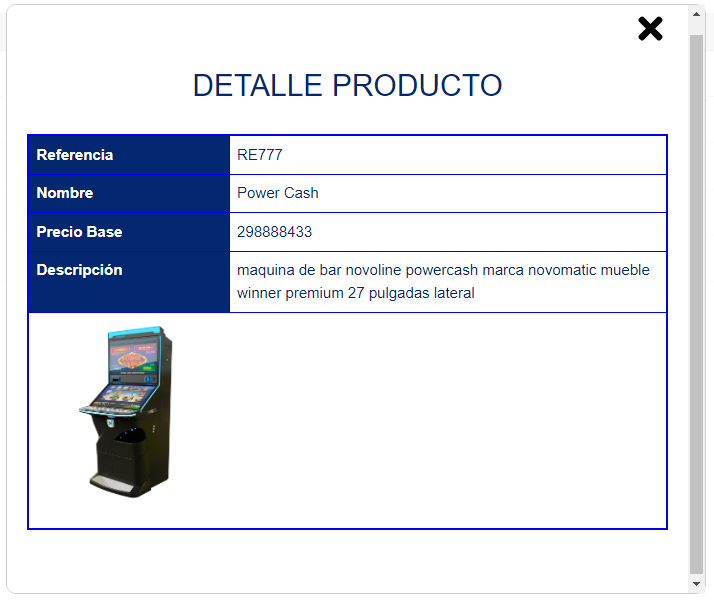 DETALLE PRODUCTO
Referencia RE777
Nombre Power Cash
Precio Base 298888433
Descripción maquina de bar novoline powercash marca novomatic mueble
winner premium 27 pulgadas lateral